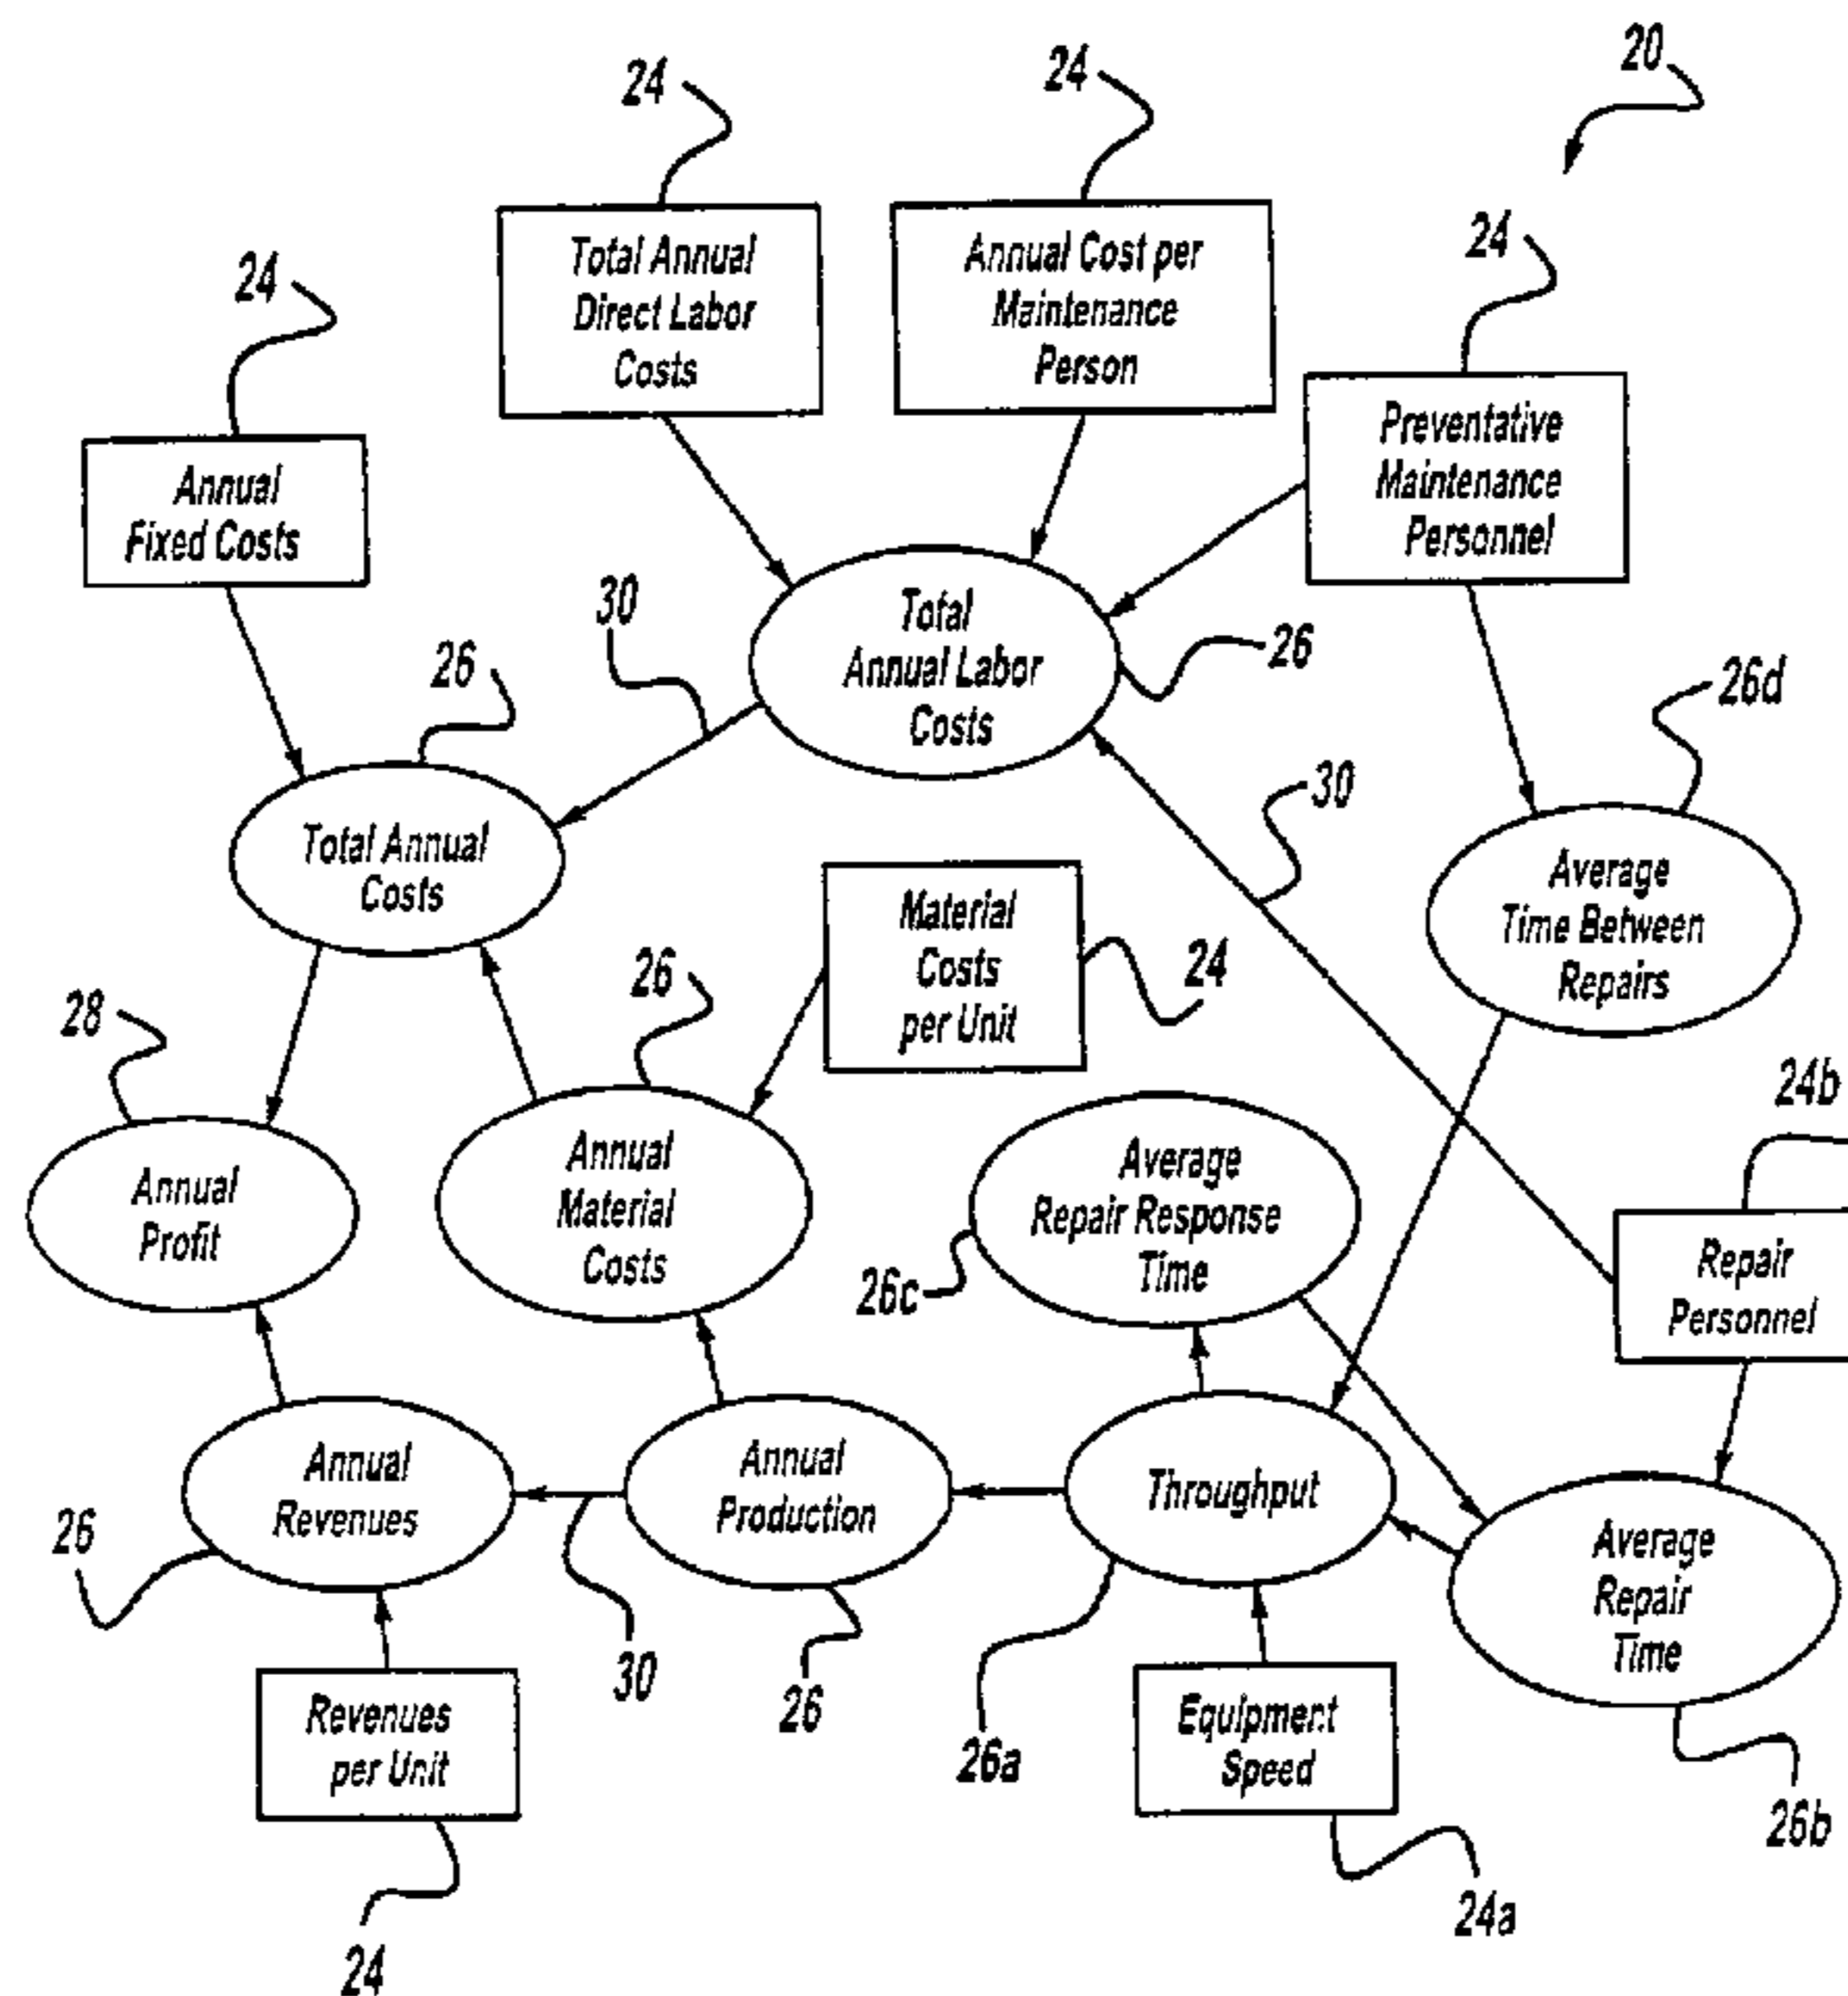 20
24
24
24
24
Total Annual
Direct Labor
Costs
Annual Cost per
Maintenance
Person
Preventative
Maintenance
Personnel
Annual
Fixed Costs
30
26
Total
Annual Labor
Costs
26
26d
30
Total Annual
Costs
Material
Costs
per Unit
24
Average
Time Between
Repairs
28
26
24b
Annual
Profit
Annual
Material
Costs
Average
Repair Response
Time
26c
Repair
Personnel
Annual
Revenues
Annual
Production
Throughput
Average
Repair
Time
26
30
26
26a
Revenues
per Unit
Equipment
Speed
26b
24
24a